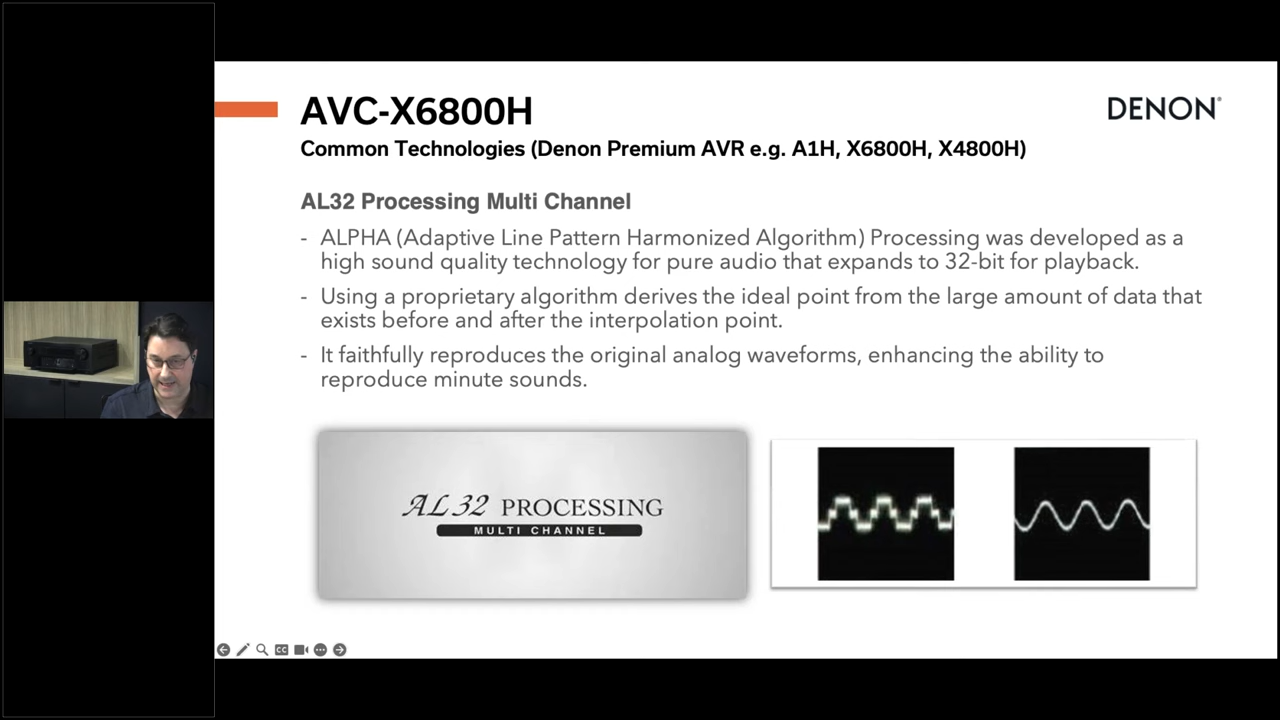 AVC-X6800H
DENON®
Common Technologies (Denon Premium AVR e.g. A1H, X6800H, X4800H)
AL32 Processing Multi Channel
- ALPHA (Adaptive Line Pattern Harmonized Algorithm) Processing was developed as a
high sound quality technology for pure audio that expands to 32-bit for playback.
- Using a proprietary algorithm derives the ideal point from the large amount of data that
exists before and after the interpolation point.
- It faithfully reproduces the original analog waveforms, enhancing the ability to
reproduce minute sounds.
AL32 PROCESSING
MULTI CHANNEL
CC